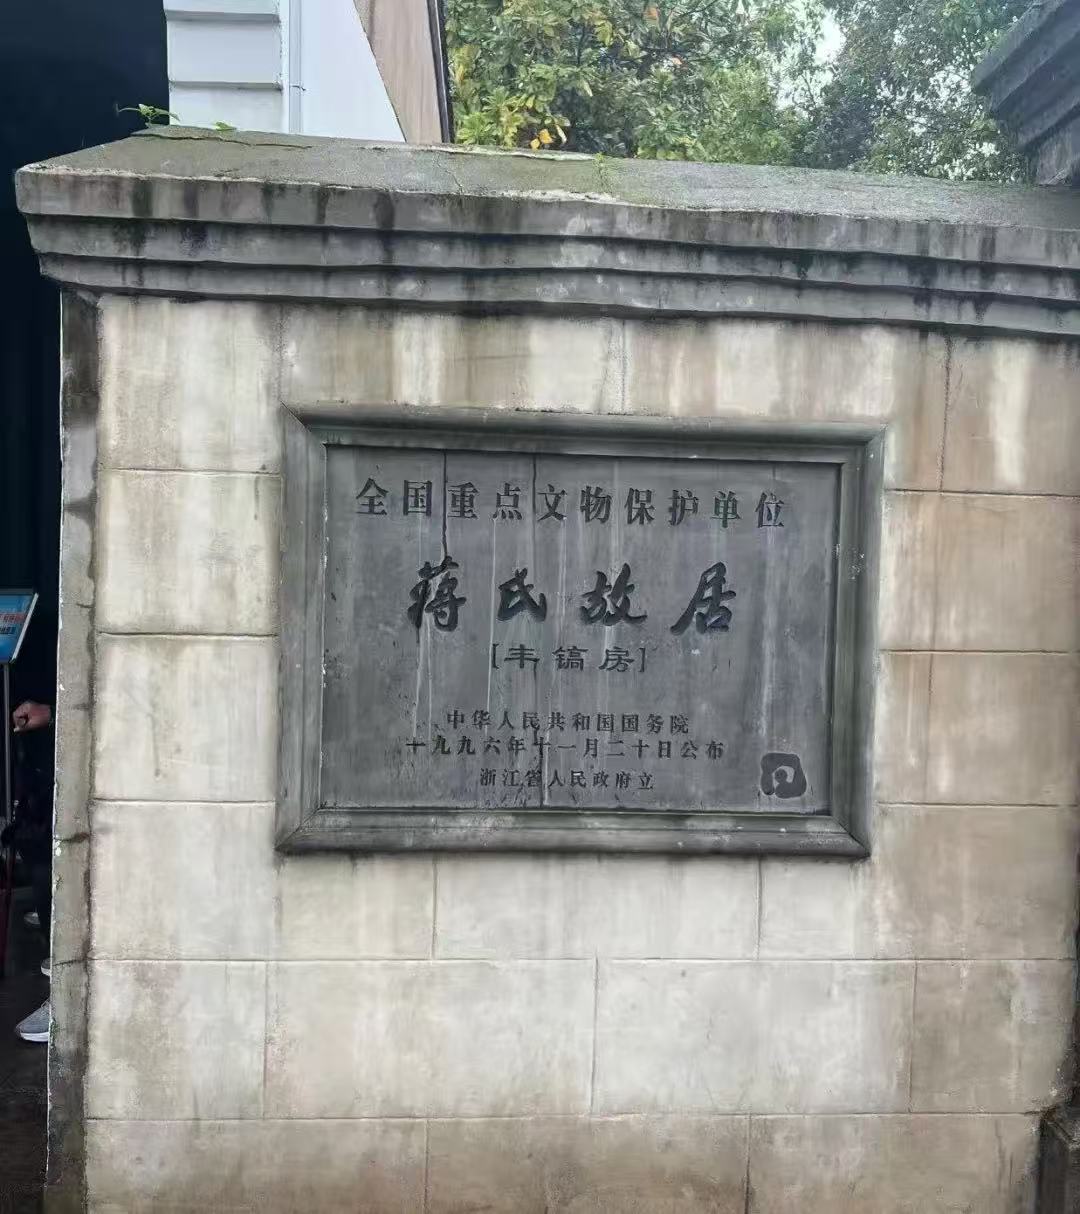 全国重点文物保护单位
蒋氏故居
[丰镐房]
中华人民共和国国务院
一九九六年十一月二十日公布
浙江省人民政府立